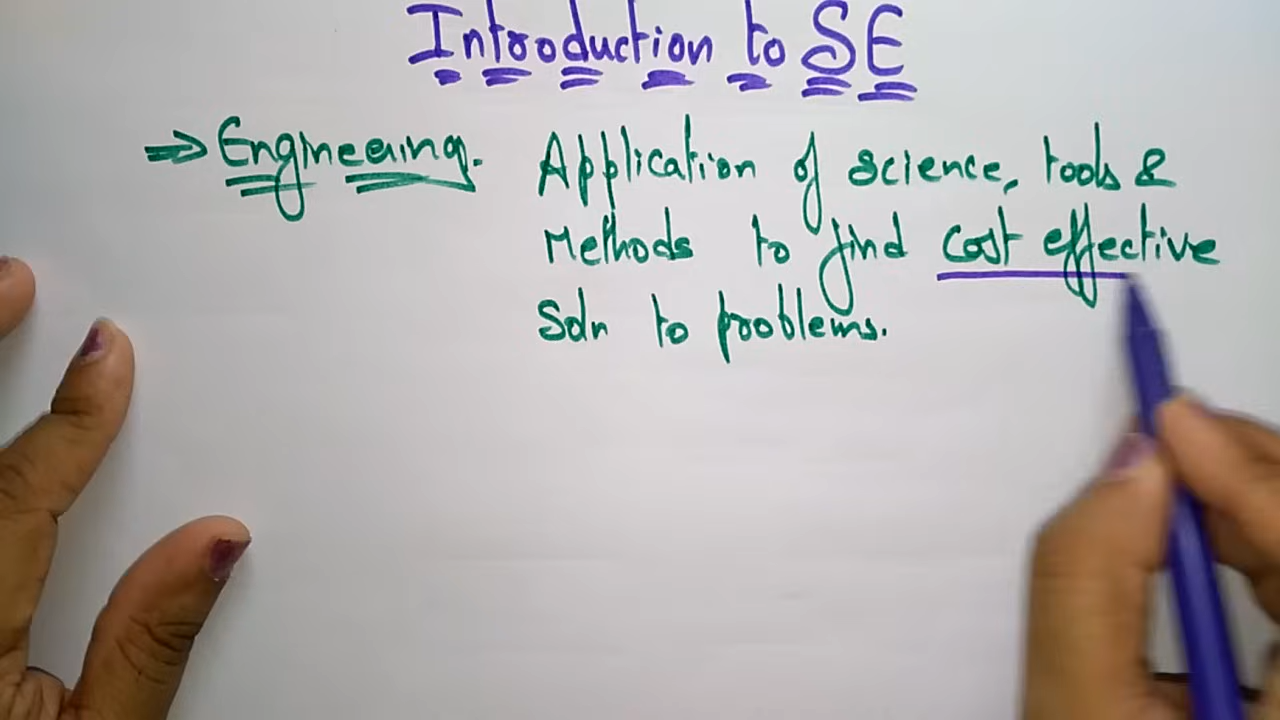 Introduction to SE
⇒ Engineering. Application of science, tools &
Methods to find cost effective
Soln to problems.